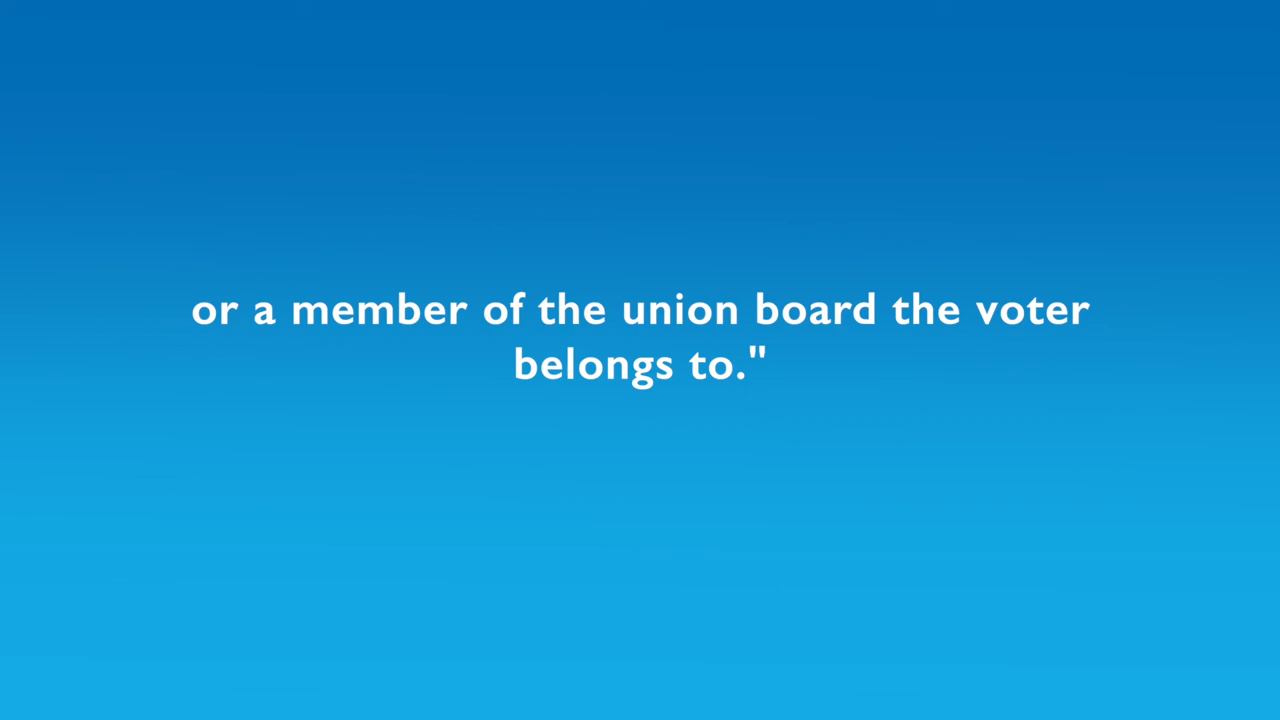 or a member of the union board the voter
belongs to."